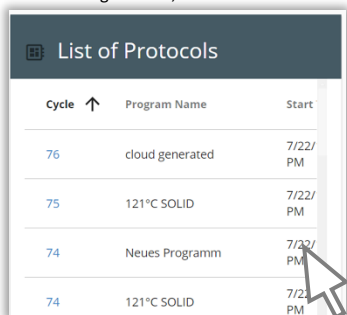 List of Protocols
Cycle Program Name Start
76 cloud generated 7/22/
PM
75 121°C SOLID 7/22/
PM
74 Neues Programm 7/22/
PM
74 121°C SOLID 7/22
PM